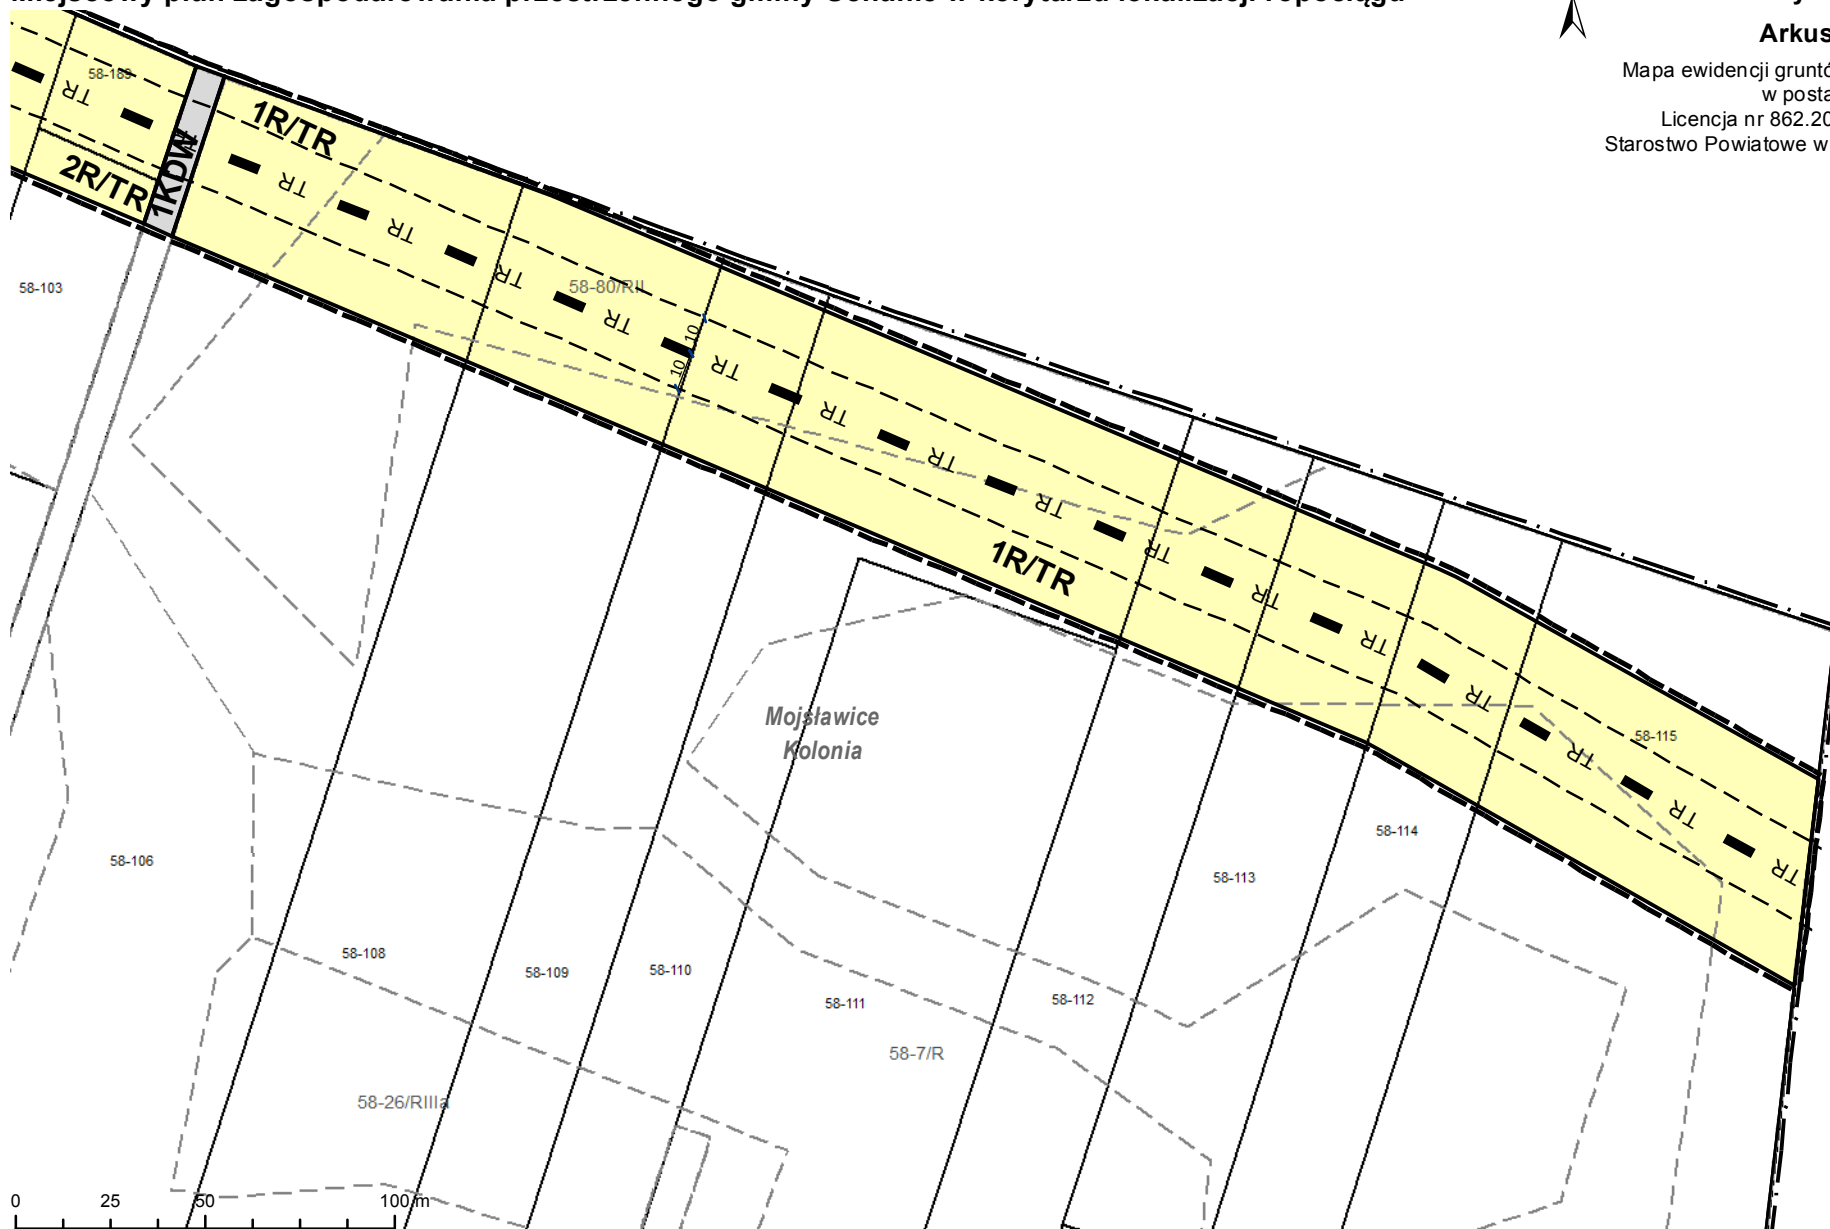 Arkus
Mapa ewidencji gruntó
w posta
Licencja nr 862.20
Starostwo Powiatowe w
58-189
TR
1R/TR
2R/TR
1KDW
TR
TR
58-103
TR
58-80/RII
TR
10
10
TR
TR
TR
TR
1R/TR
TR
TR
TR
Mojsławice
Kolonia
TR
58-115
TR
TR
TR
58-114
58-106
58-113
58-108
58-109
58-110
58-111
58-112
58-7/R
58-26/RIIIa
0 25 50 100 m